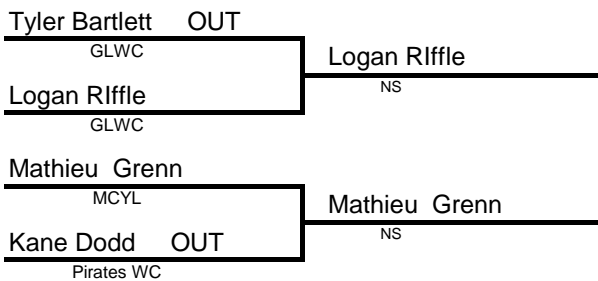 Tyler Bartlett OUT
GLWC
Logan RIffle
GLWC
Logan RIffle
NS
Mathieu Grenn
MCYL
Kane Dodd OUT
Pirates WC
Mathieu Grenn
NS